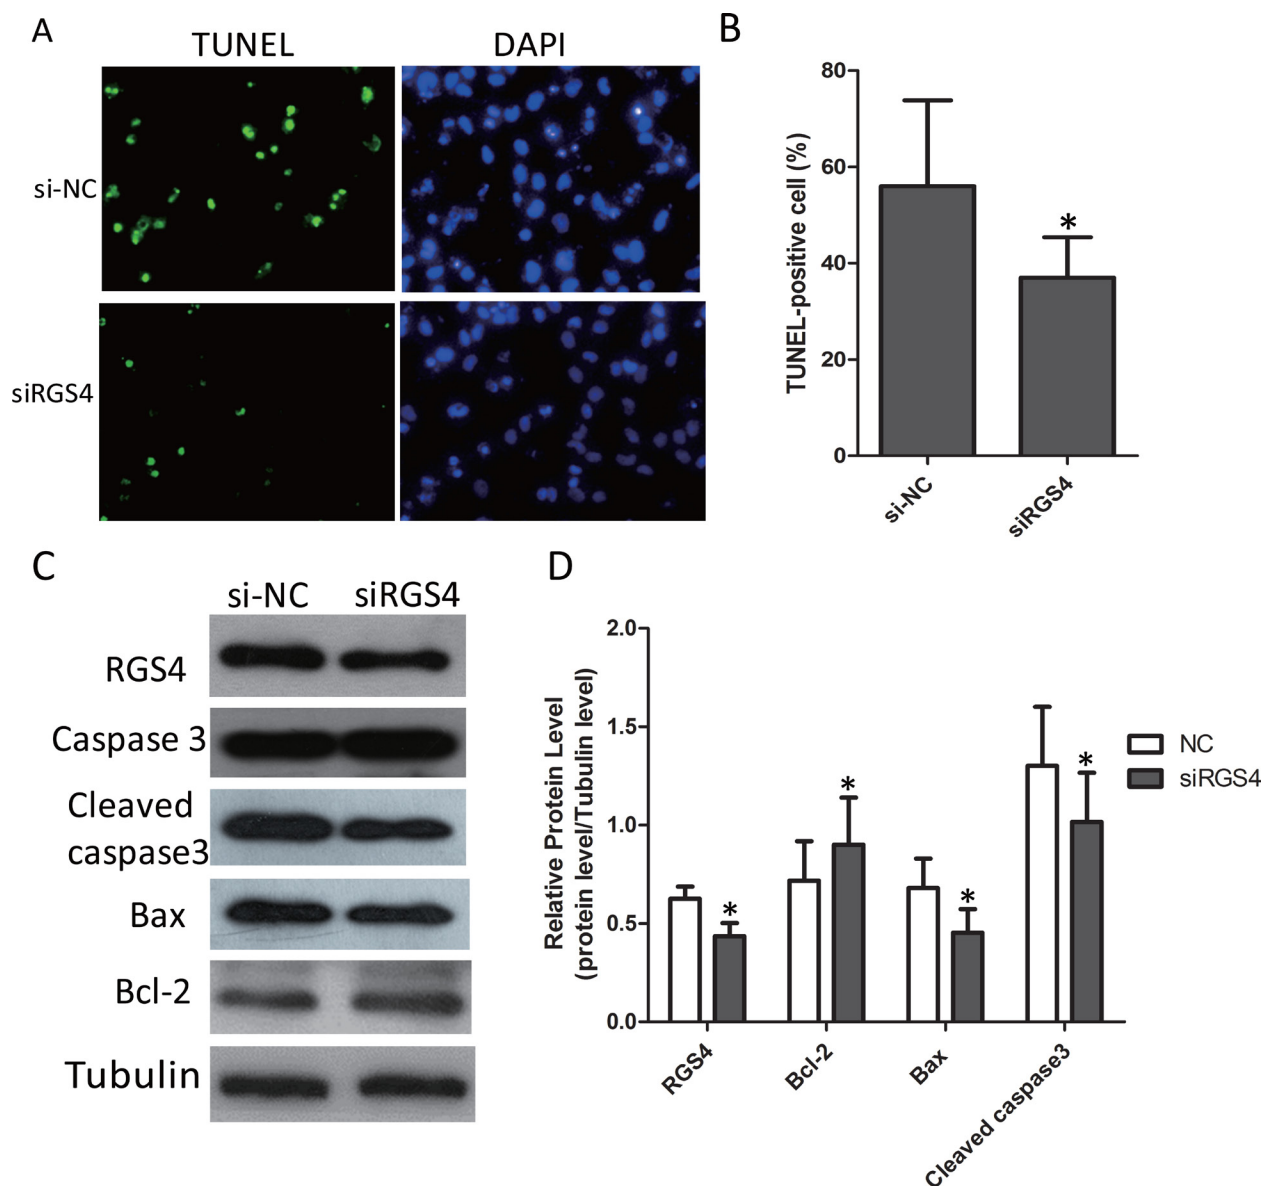 A
TUNEL
DAPI
si-NC
siRGS4
B
80
60
40
20
0
TUNEL-positive cell (%)
*
si-NC
siRGS4
C
si-NC
siRGS4
RGS4
Caspase 3
Cleaved
caspase3
Bax
Bcl-2
Tubulin
D
2.0
1.5
1.0
0.5
0.0
Relative Protein Level
(protein level/Tubulin level)
*
*
*
*
NC
siRGS4
RGS4
Bcl-2
Bax
Cleaved caspase3